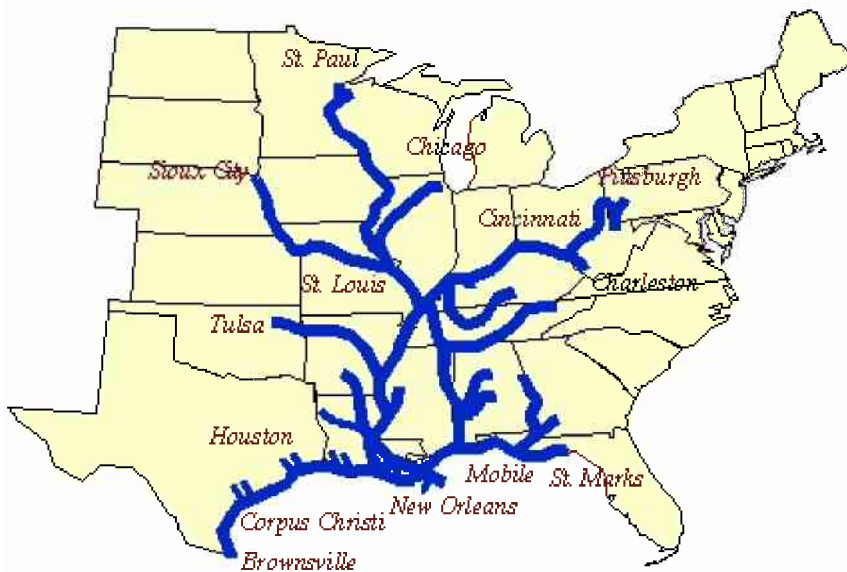 St. Paul
Chicago
Sioux City
Pittsburgh
Cincinnati
St. Louis
Charleston
Tulsa
Houston
Mobile
St. Marks
New Orleans
Corpus Christi
Brownsville